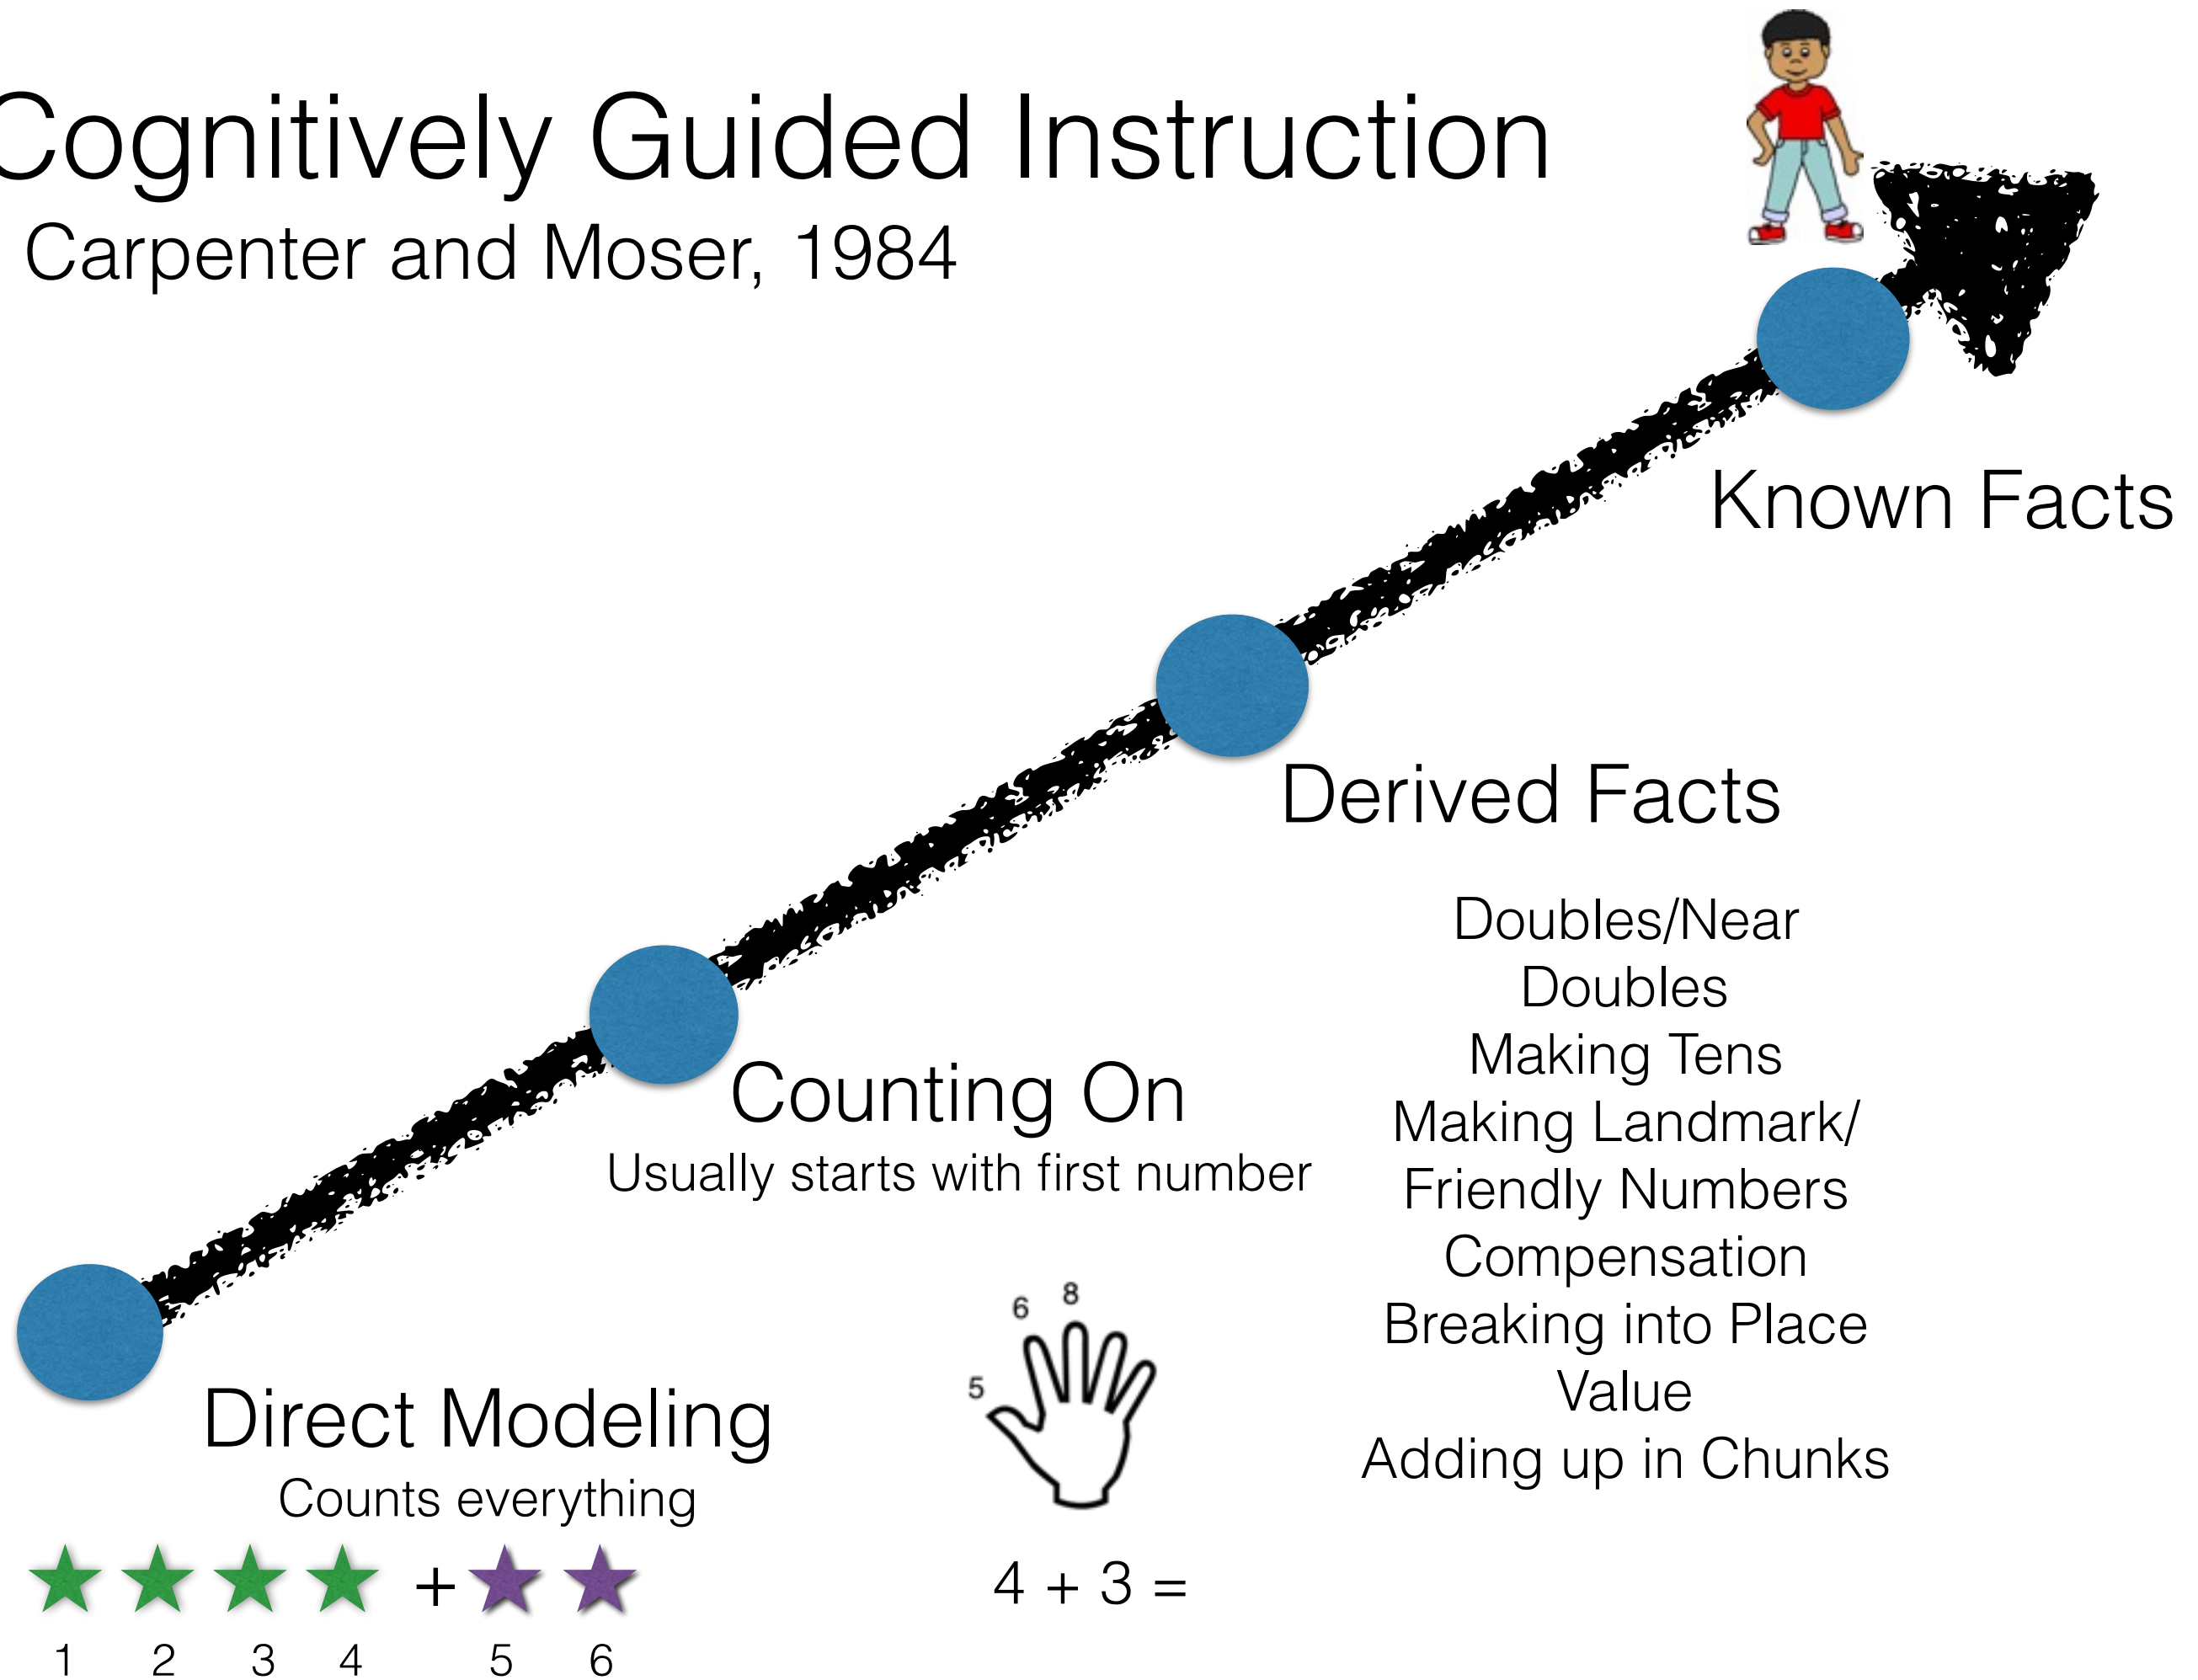 Cognitively Guided Instruction
Carpenter and Moser, 1984
Known Facts
Derived Facts
Doubles/Near
Doubles
Making Tens
Making Landmark/
Friendly Numbers
Compensation
Breaking into Place
Value
Adding up in Chunks
Counting On
Usually starts with first number
5 6 8
4 + 3 =
Direct Modeling
Counts everything
+
1 2 3 4 5 6